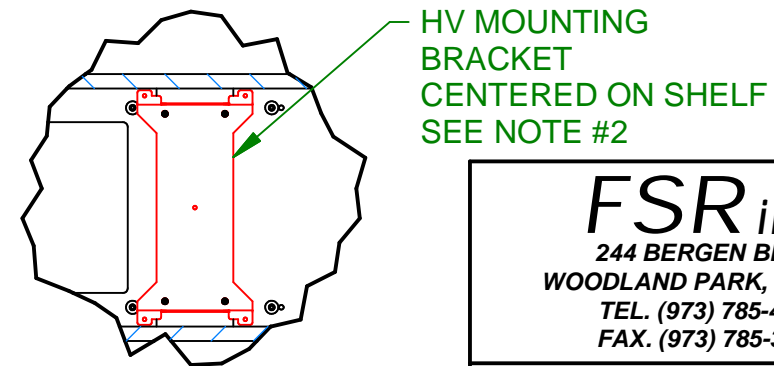 HV MOUNTING
BRACKET
CENTERED ON SHELF
SEE NOTE #2
FSR
244 BERGEN
WOODLAND PARK,
TEL. (973) 785-
FAX. (973) 785-